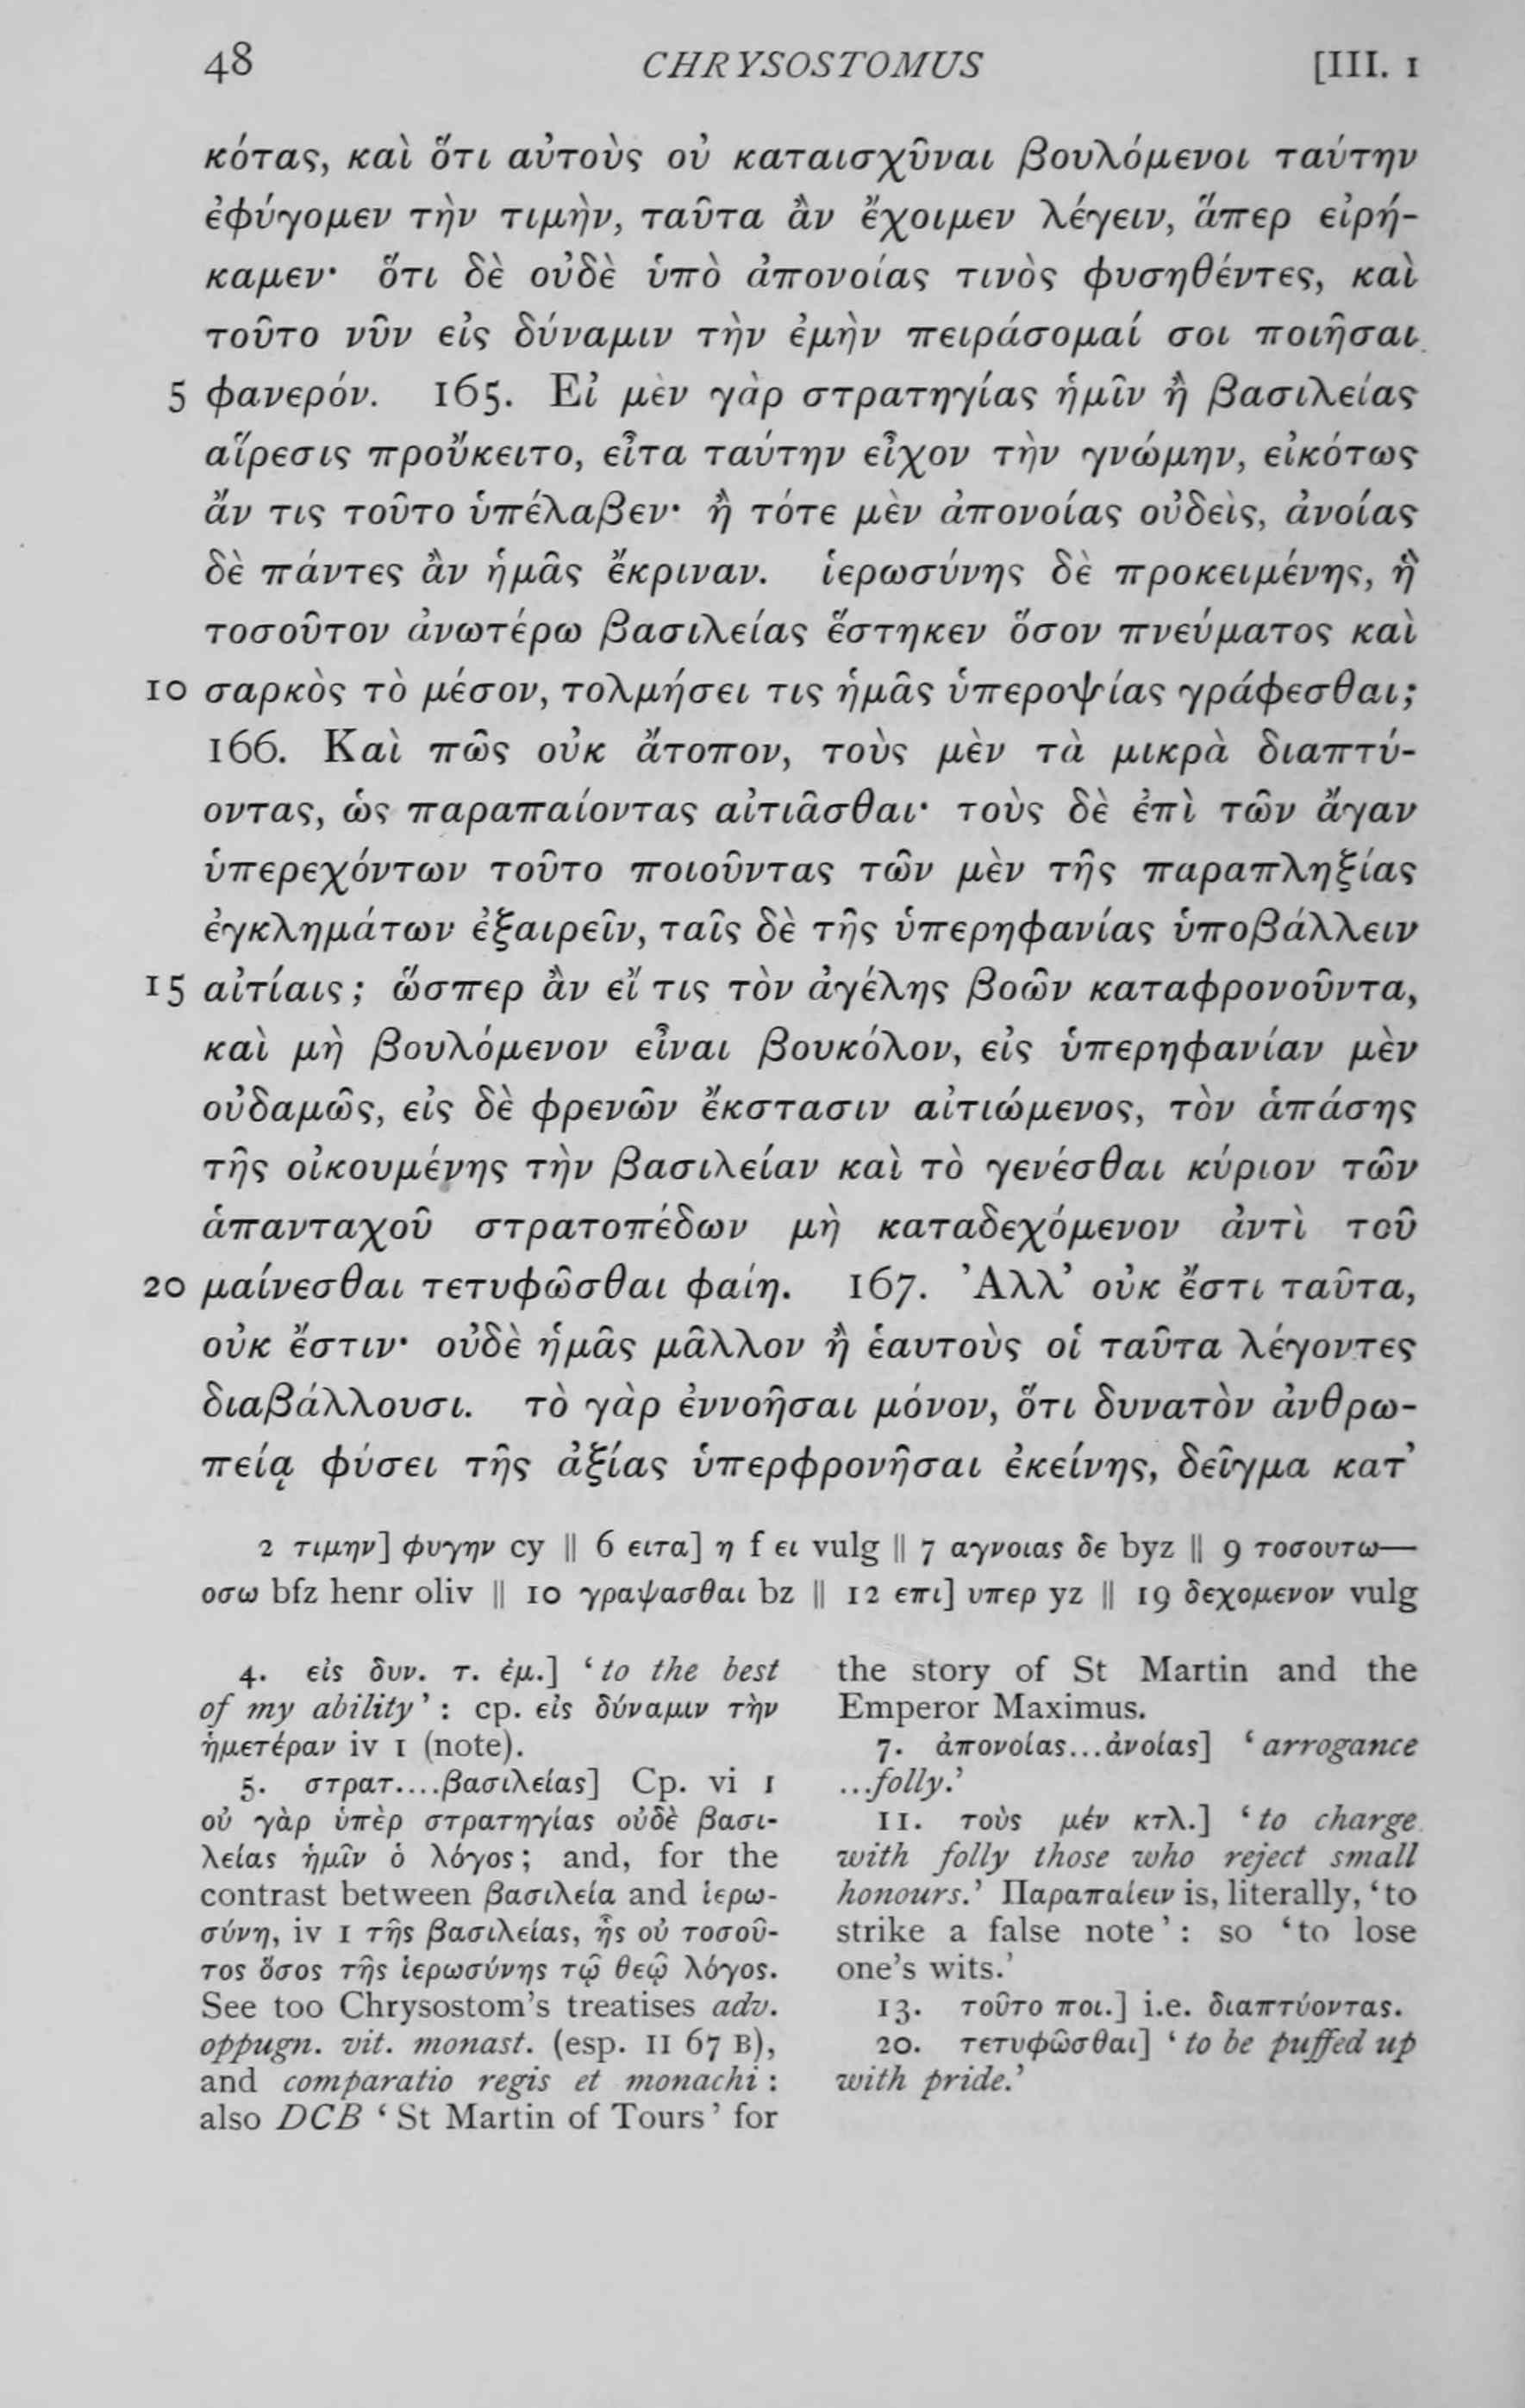 48 CHRYSOSTOMUS [III. 1
κότας, καὶ ὅτι αὐτοὺς οὐ καταισχῦναι βουλόμενοι ταύτην
ἐφύγομεν τὴν τιμὴν, ταῦτα ἂν ἔχοιμεν λέγειν, ἅπερ εἰρή-
καμεν· ὅτι δὲ οὐδὲ ὑπὸ ἀπονοίας τινὸς φυσηθέντες, καὶ
τοῦτο νῦν εἰς δύναμιν τὴν ἐμὴν πειράσομαί σοι ποιῆσαι
5 φανερόν. 165. Εἰ μὲν γὰρ στρατηγίας ἡμῖν ἢ βασιλείας
αἵρεσις προὔκειτο, εἶτα ταύτην εἶχον τὴν γνώμην, εἰκότως
ἄν τις τοῦτο ὑπέλαβεν· ἢ τότε μὲν ἀπονοίας οὐδεὶς, ἀνοίας
δὲ πάντες ἂν ἡμᾶς ἔκριναν. ἱερωσύνης δὲ προκειμένης, ἣ
τοσοῦτον ἀνωτέρω βασιλείας ἕστηκεν ὅσον πνεύματος καὶ
10 σαρκὸς τὸ μέσον, τολμήσει τις ἡμᾶς ὑπεροψίας γράφεσθαι;
166. Καὶ πῶς οὐκ ἄτοπον, τοὺς μὲν τὰ μικρὰ διαπτύ-
οντας, ὡς παραπαίοντας αἰτιᾶσθαι· τοὺς δὲ ἐπὶ τῶν ἄγαν
ὑπερεχόντων τοῦτο ποιοῦντας τῶν μὲν τῆς παραπληξίας
ἐγκλημάτων ἐξαιρεῖν, ταῖς δὲ τῆς ὑπερηφανίας ὑποβάλλειν
15 αἰτίαις; ὥσπερ ἂν εἴ τις τὸν ἀγέλης βοῶν καταφρονοῦντα,
καὶ μὴ βουλόμενον εἶναι βουκόλον, εἰς ὑπερηφανίαν μὲν
οὐδαμῶς, εἰς δὲ φρενῶν ἔκστασιν αἰτιώμενος, τὸν ἁπάσης
τῆς οἰκουμένης τὴν βασιλείαν καὶ τὸ γενέσθαι κύριον τῶν
ἁπανταχοῦ στρατοπέδων μὴ καταδεχόμενον ἀντὶ τοῦ
20 μαίνεσθαι τετυφῶσθαι φαίη. 167. Ἀλλ’ οὐκ ἔστι ταῦτα,
οὐκ ἔστιν· οὐδὲ ἡμᾶς μᾶλλον ἢ ἑαυτοὺς οἱ ταῦτα λέγοντες
διαβάλλουσι. τὸ γὰρ ἐννοῆσαι μόνον, ὅτι δυνατὸν ἀνθρω-
πείᾳ φύσει τῆς ἀξίας ὑπερφρονῆσαι ἐκείνης, δεῖγμα κατ’
2 τιμην] φυγην cy || 6 ειτα] η f ει vulg || 7 αγνοιας δε byz || 9 τοσουτω—
οσω bfz henr oliv || 10 γραψασθαι bz || 12 επι] υπερ yz || 19 δεχομενον vulg
4. εἰς δυν. τ. ἐμ.] ‘to the best
of my ability’: cp. εἰς δύναμιν τὴν
ἡμετέραν iv 1 (note).
5. στρατ....βασιλείας] Cp. vi 1
οὐ γὰρ ὑπὲρ στρατηγίας οὐδὲ βασι-
λείας ἡμῖν ὁ λόγος; and, for the
contrast between βασιλεία and ἱερω-
σύνη, iv 1 τῆς βασιλείας, ἧς οὐ τοσοῦ-
τος ὅσος τῆς ἱερωσύνης τῷ θεῷ λόγος.
See too Chrysostom’s treatises adv.
oppugn. vit. monast. (esp. II 67 B),
and comparatio regis et monachi:
also DCB ‘St Martin of Tours’ for
the story of St Martin and the
Emperor Maximus.
7. ἀπονοίας...ἀνοίας] ‘arrogance
...folly.’
11. τοὺς μέν κτλ.] ‘to charge
with folly those who reject small
honours.’ Παραπαίειν is, literally, ‘to
strike a false note’: so ‘to lose
one’s wits.’
13. τοῦτο ποι.] i.e. διαπτύοντας.
20. τετυφῶσθαι] ‘to be puffed up
with pride.’